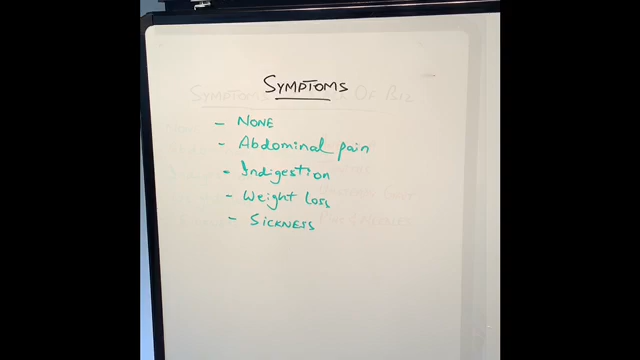 SYMPTOMS
- NONE
- Abdominal pain
- Indigestion
- Weight Loss
- SICKNESS